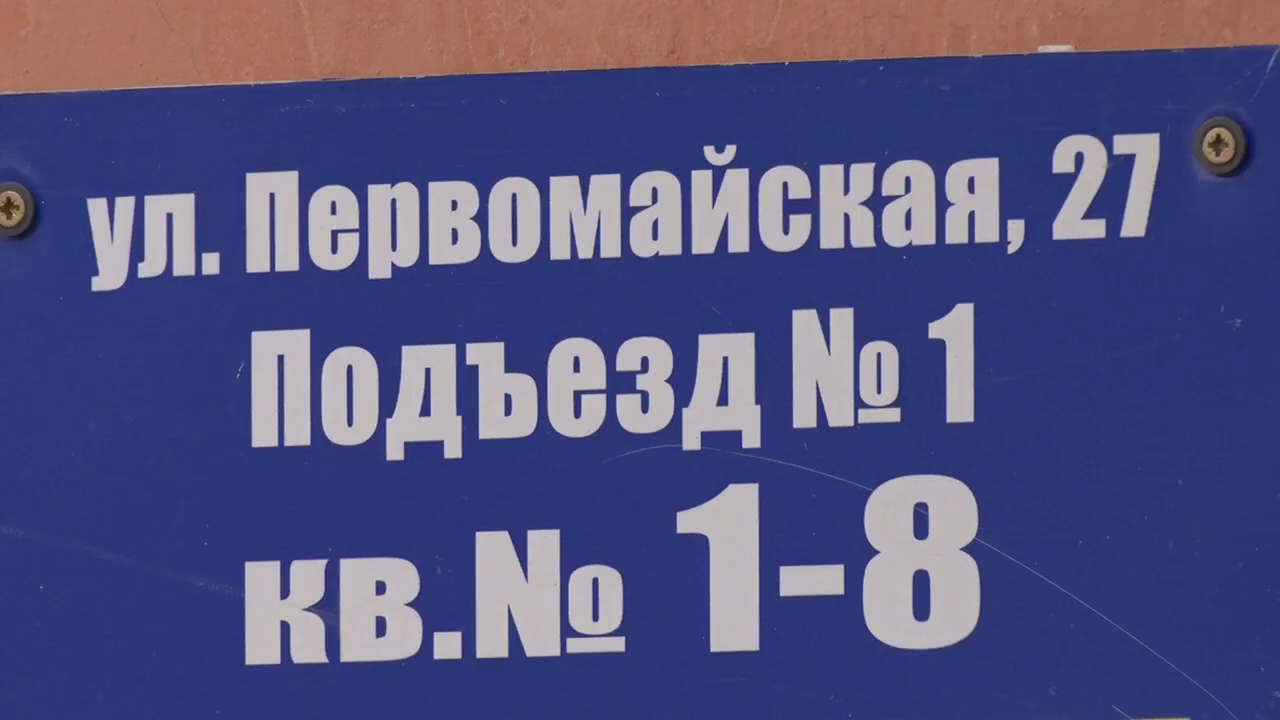 ул. Первомайская, 27
Подъезд № 1
кв.№ 1-8